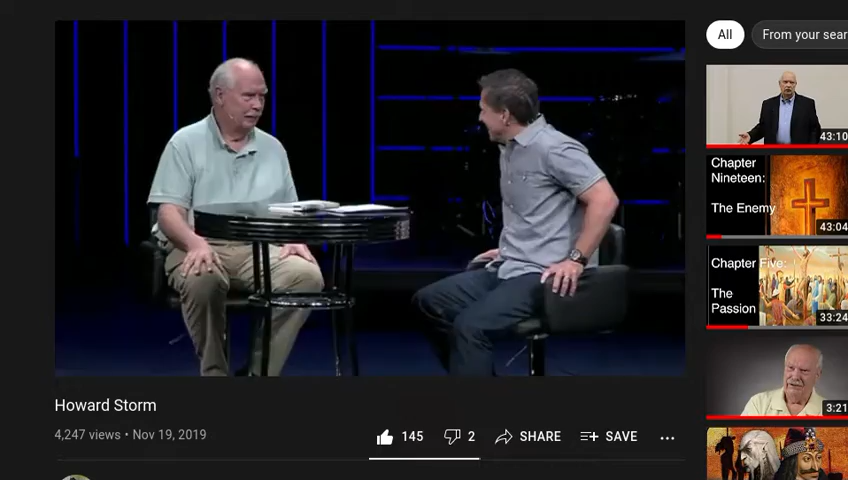 All
From your sear
43:10
Chapter
Nineteen:
The Enemy
43:04
Chapter Five:
The
Passion
33:24
3:21
Howard Storm
4,247 views • Nov 19, 2019
145
2
SHARE
SAVE